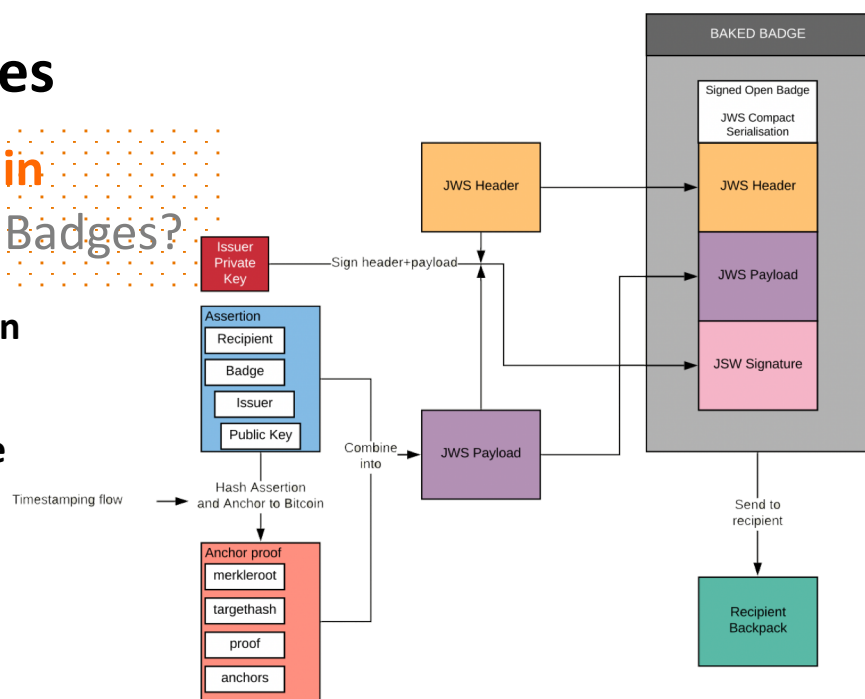 es
in
Badges?
n
e
Timestamping flow
Issuer
Private
Key
Sign header+payload
Assertion
Recipient
Badge
Issuer
Public Key
Hash Assertion
and Anchor to Bitcoin
Anchor proof
merkleroot
targethash
proof
anchors
Combine
into
JWS Header
JWS Payload
BAKED BADGE
Signed Open Badge
JWS Compact
Serialisation
JWS Header
JWS Payload
JSW Signature
Send to
recipient
Recipient
Backpack